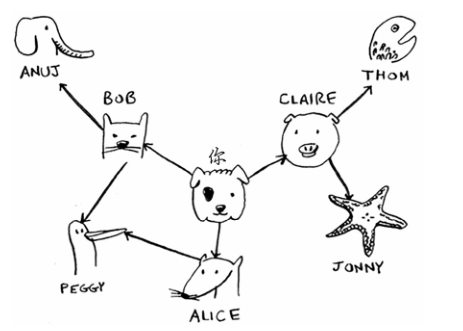 ANUJ
THOM
BOB
CLAIRE
你
PEGGY
JONNY
ALICE